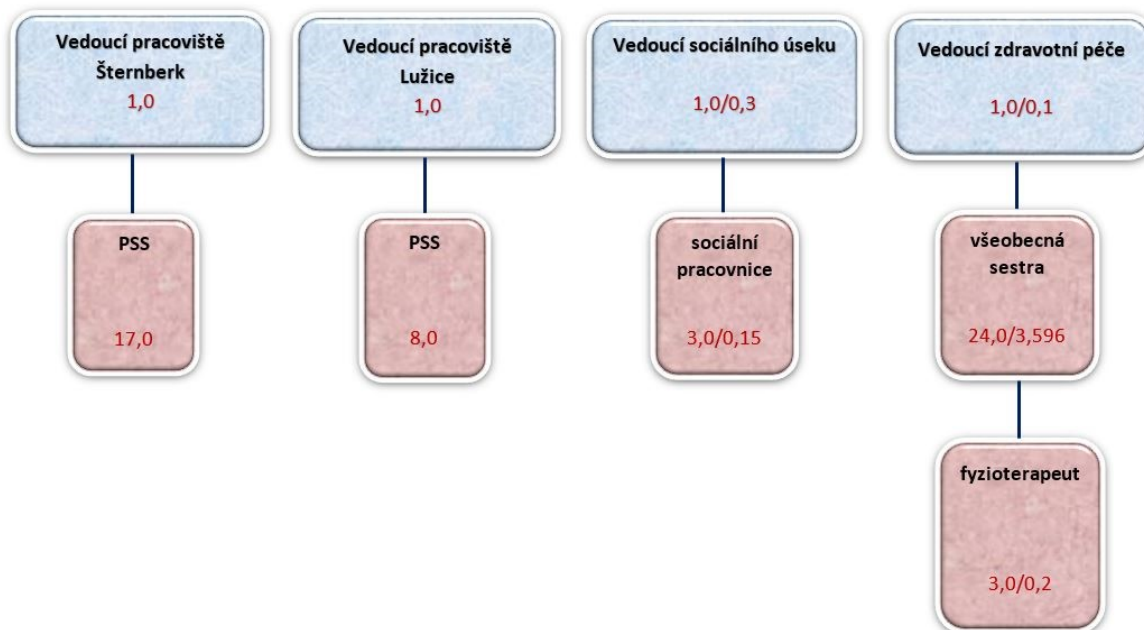 Vedoucí pracoviště
Šternberk
1,0
Vedoucí pracoviště
Lužice
1,0
Vedoucí sociálního úseku
1,0/0,3
Vedoucí zdravotní péče
1,0/0,1
PSS
17,0
PSS
8,0
sociální
pracovnice
3,0/0,15
všeobecná
sestra
24,0/3,596
fyzioterapeut
3,0/0,2